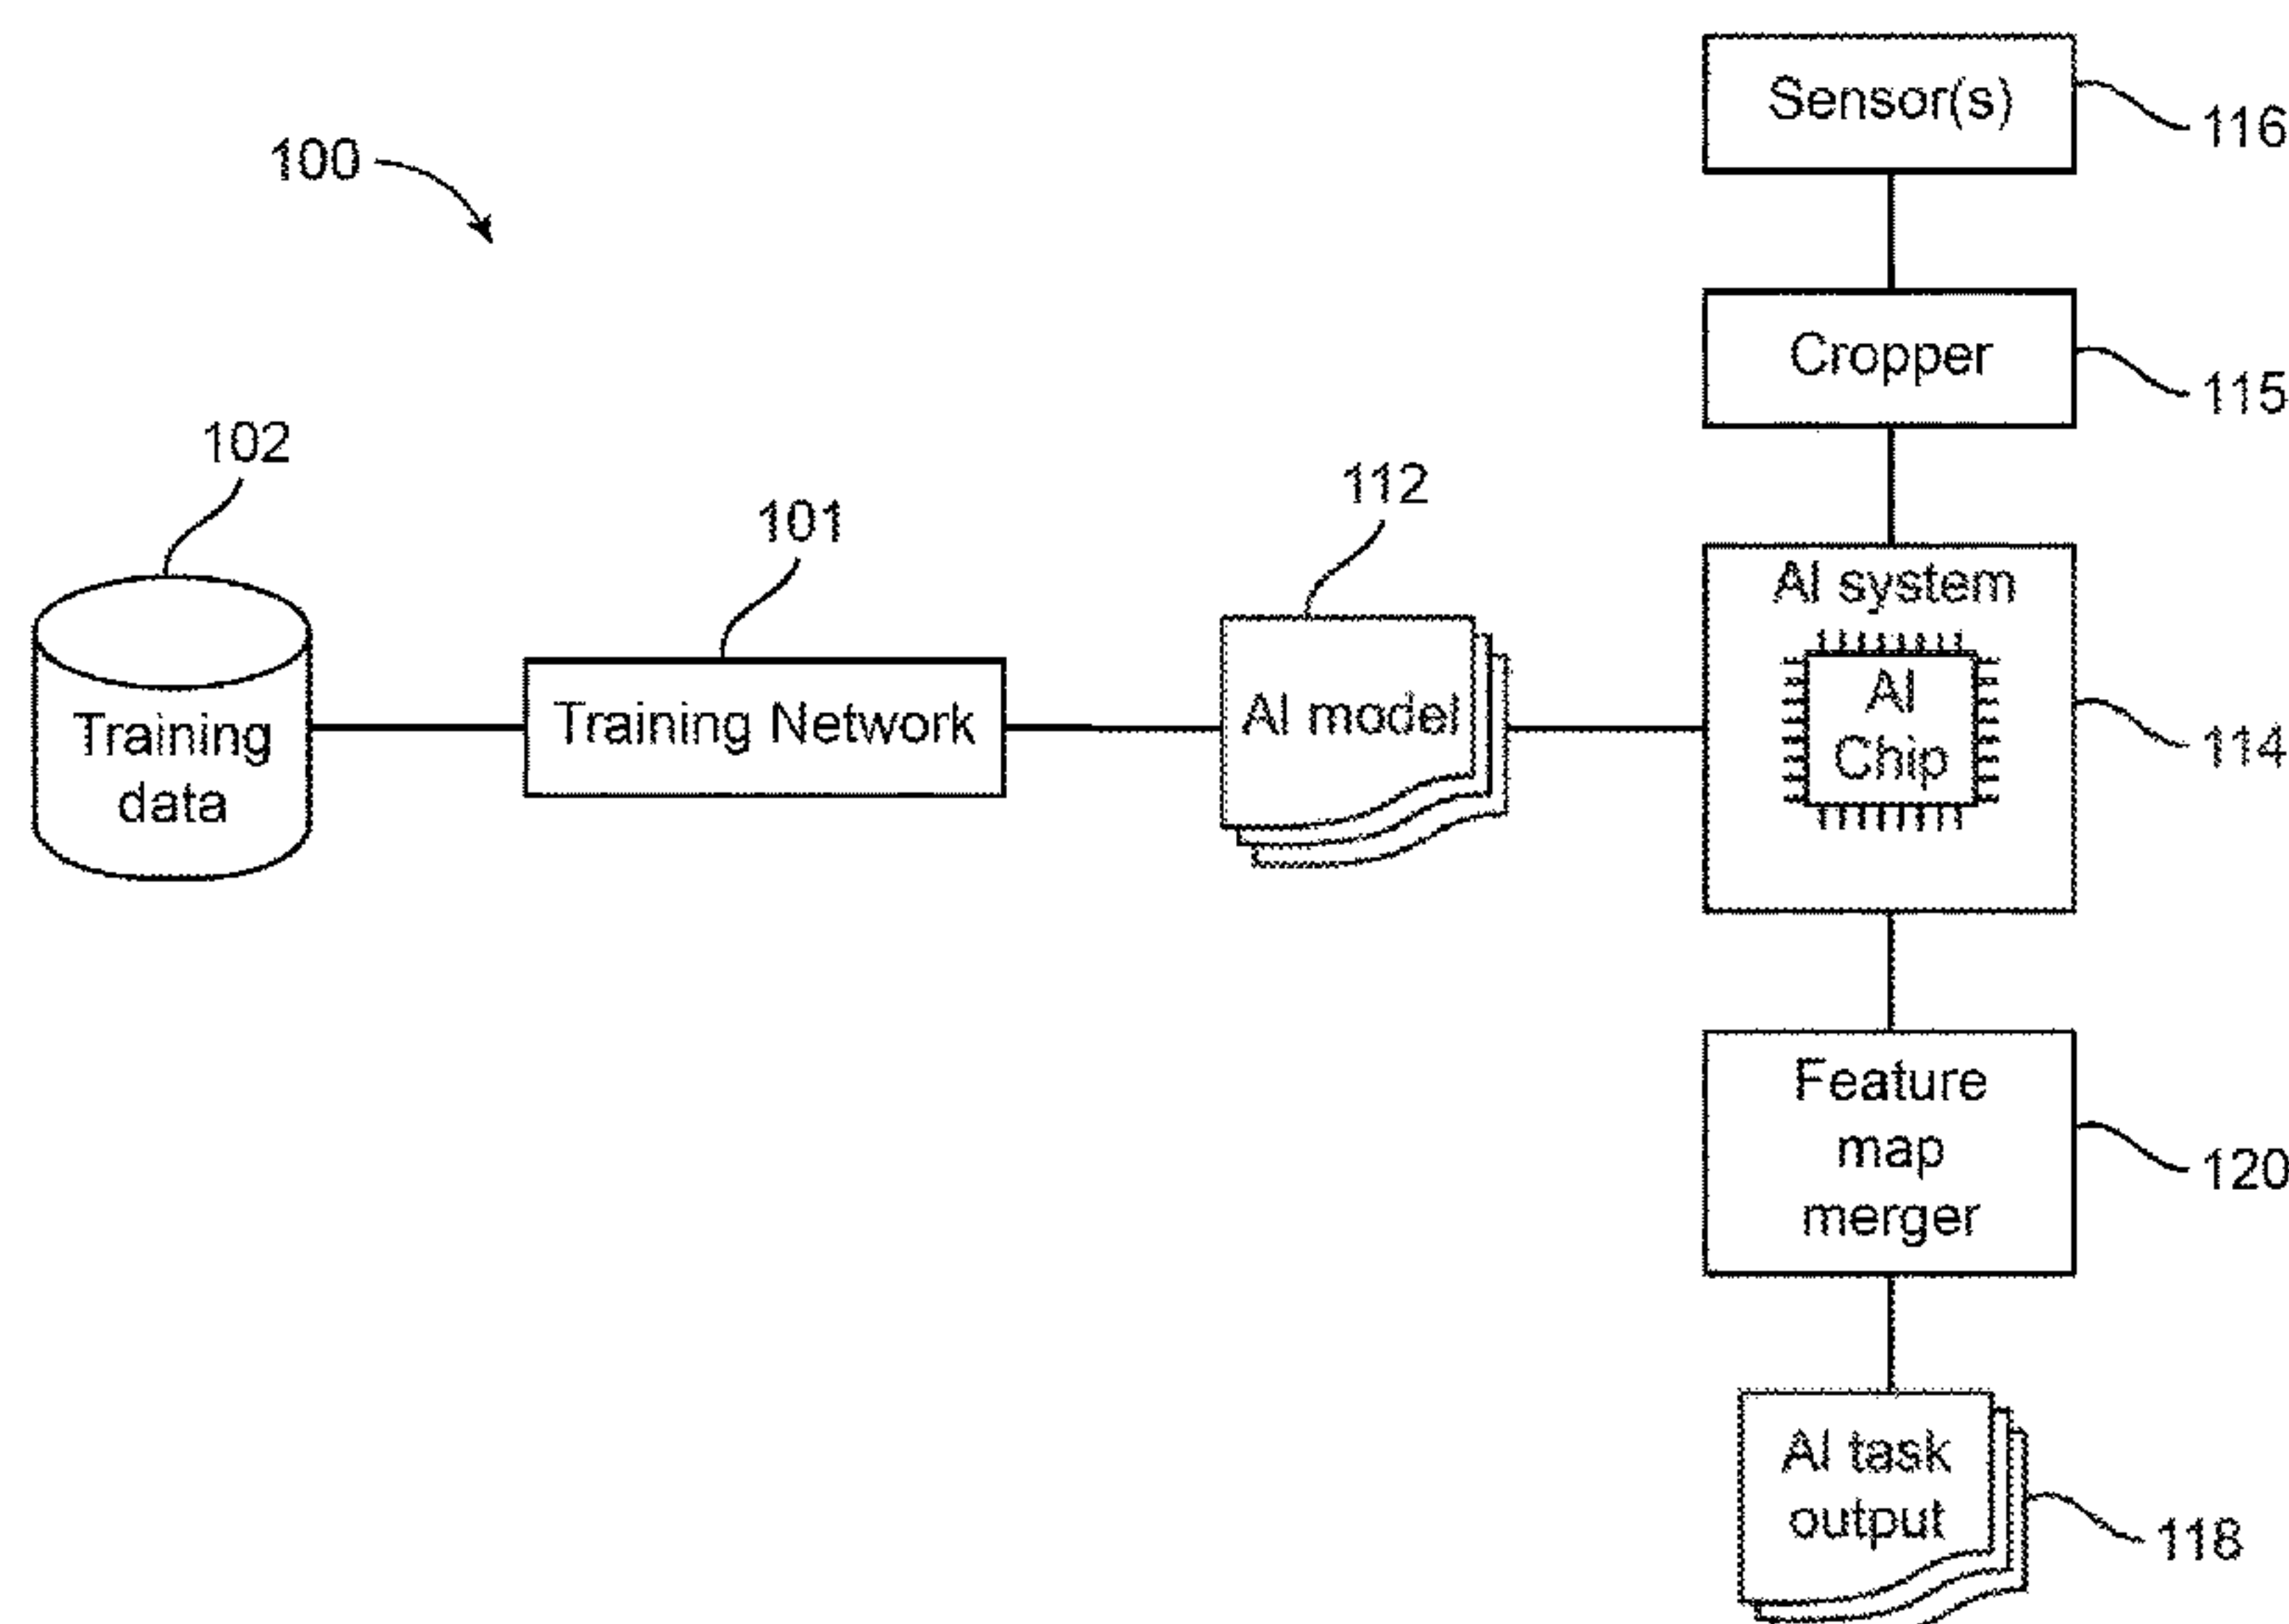 Sensor(s)
116
100
Cropper
115
102
112
101
AI system
Training
data
Training Network
AI model
AI
Chip
114
Feature
map
merger
120
AI task
output
118